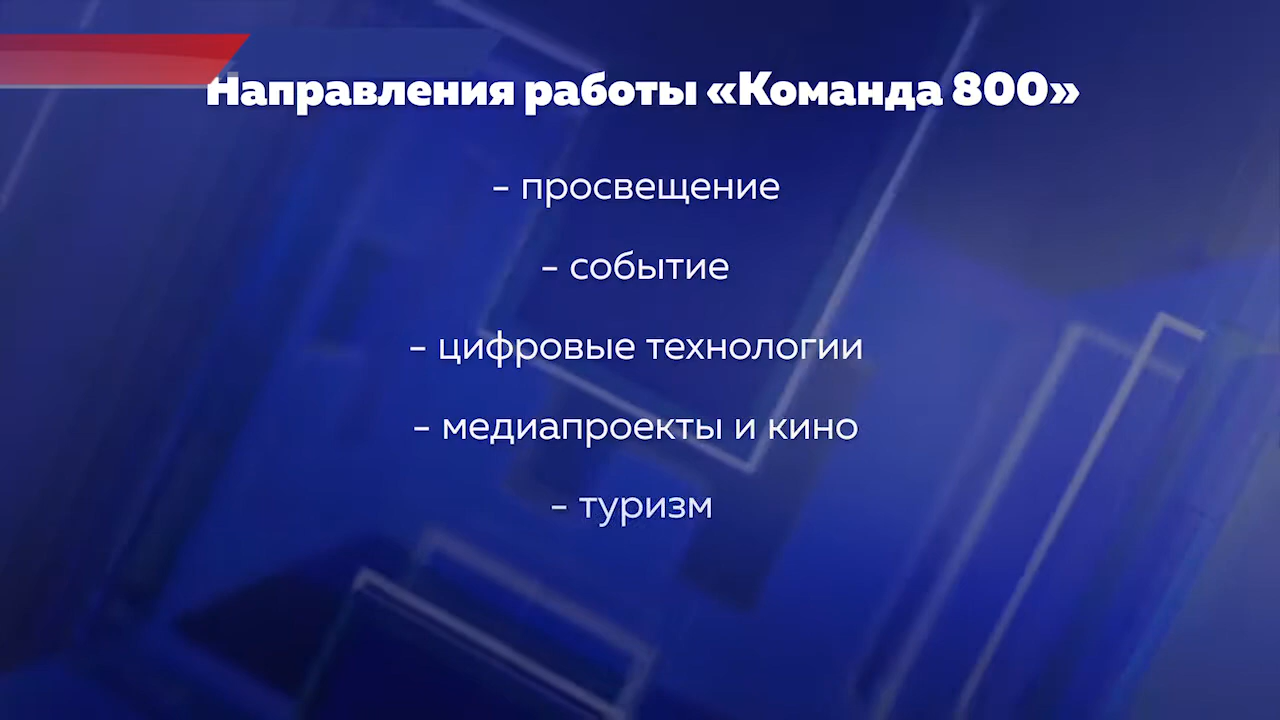 Направления работы «Команда 800»
- просвещение
- событие
- цифровые технологии
- медиапроекты и кино
- туризм